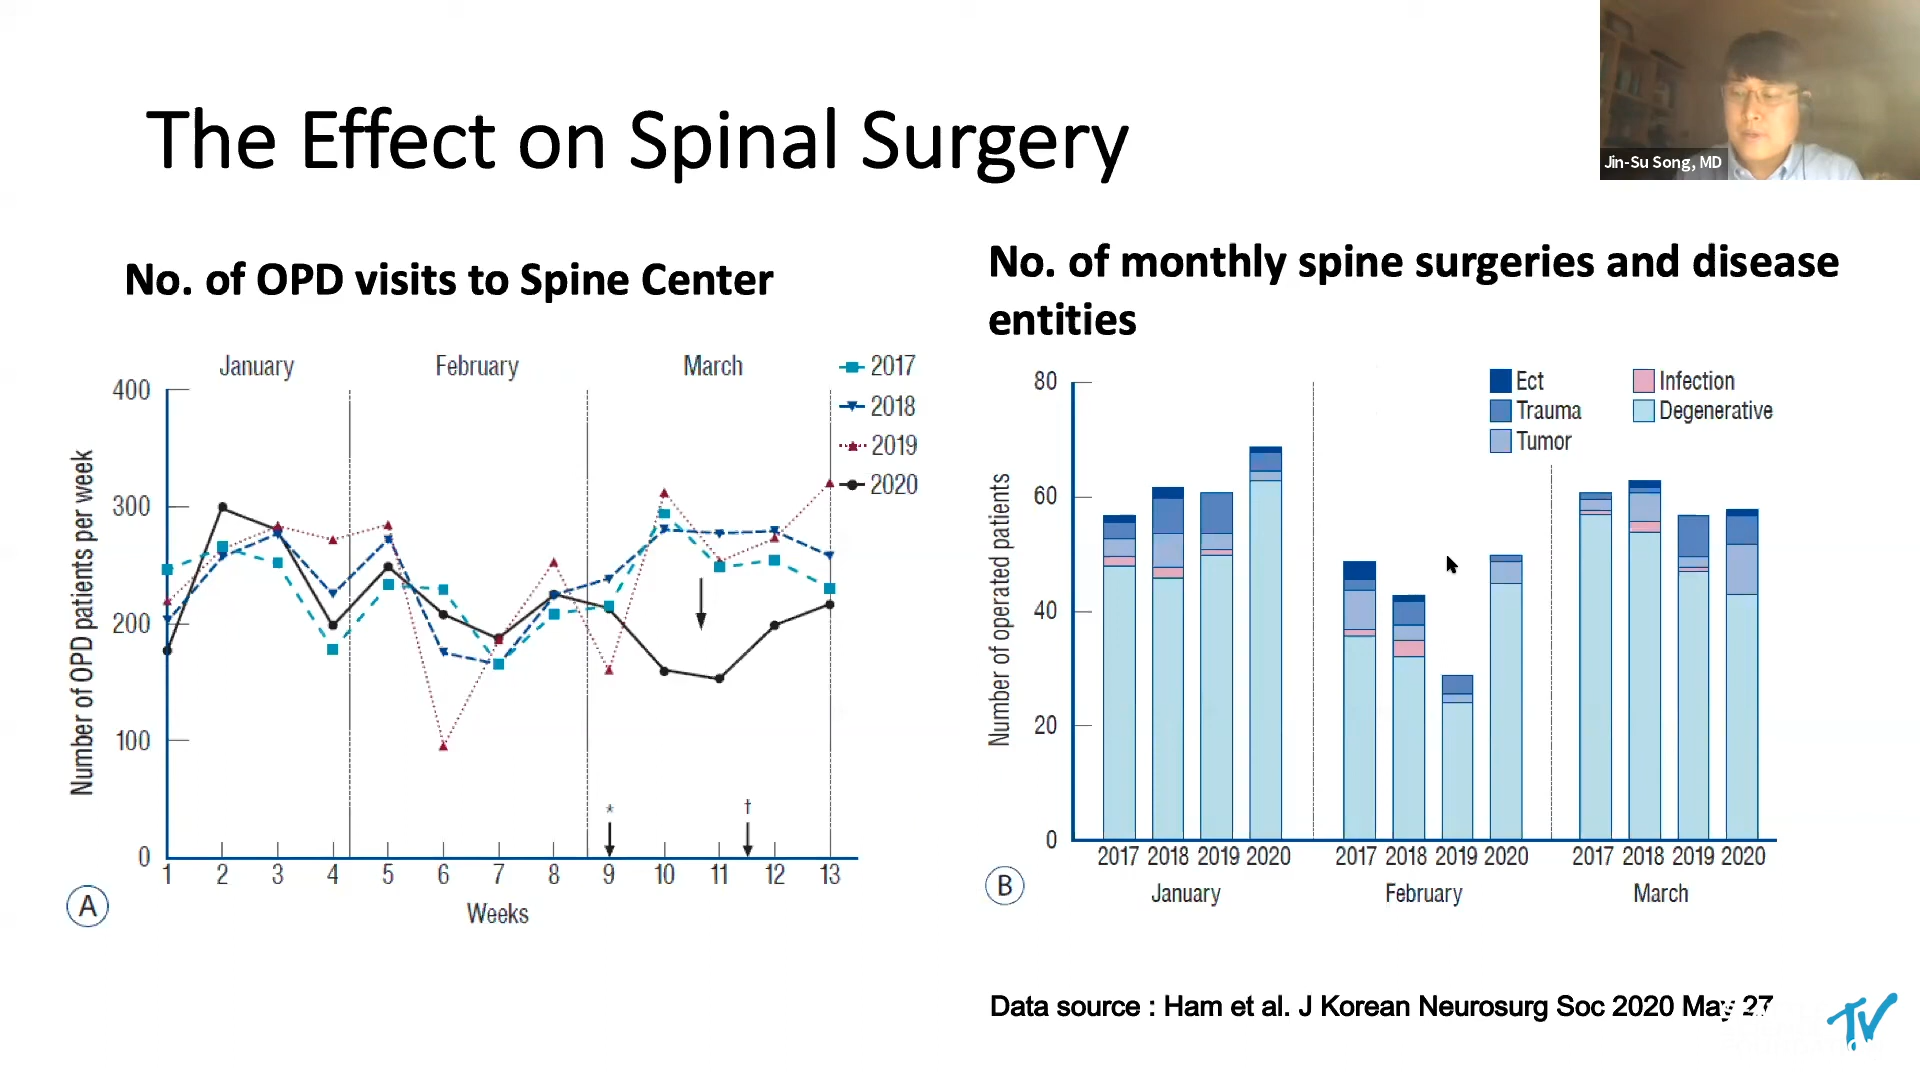 The Effect on Spinal Surgery
Jin-Su Song, MD
No. of OPD visits to Spine Center
No. of monthly spine surgeries and disease
entities
January February March
2017
2018
2019
2020
Number of OPD patients per week
400
300
200
100
0
* †
1 2 3 4 5 6 7 8 9 10 11 12 13
Weeks
A
Ect Infection
Trauma Degenerative
Tumor
Number of operated patients
80
60
40
20
0
2017 2018 2019 2020 2017 2018 2019 2020 2017 2018 2019 2020
January February March
B
Data source : Ham et al. J Korean Neurosurg Soc 2020 May 27
TV